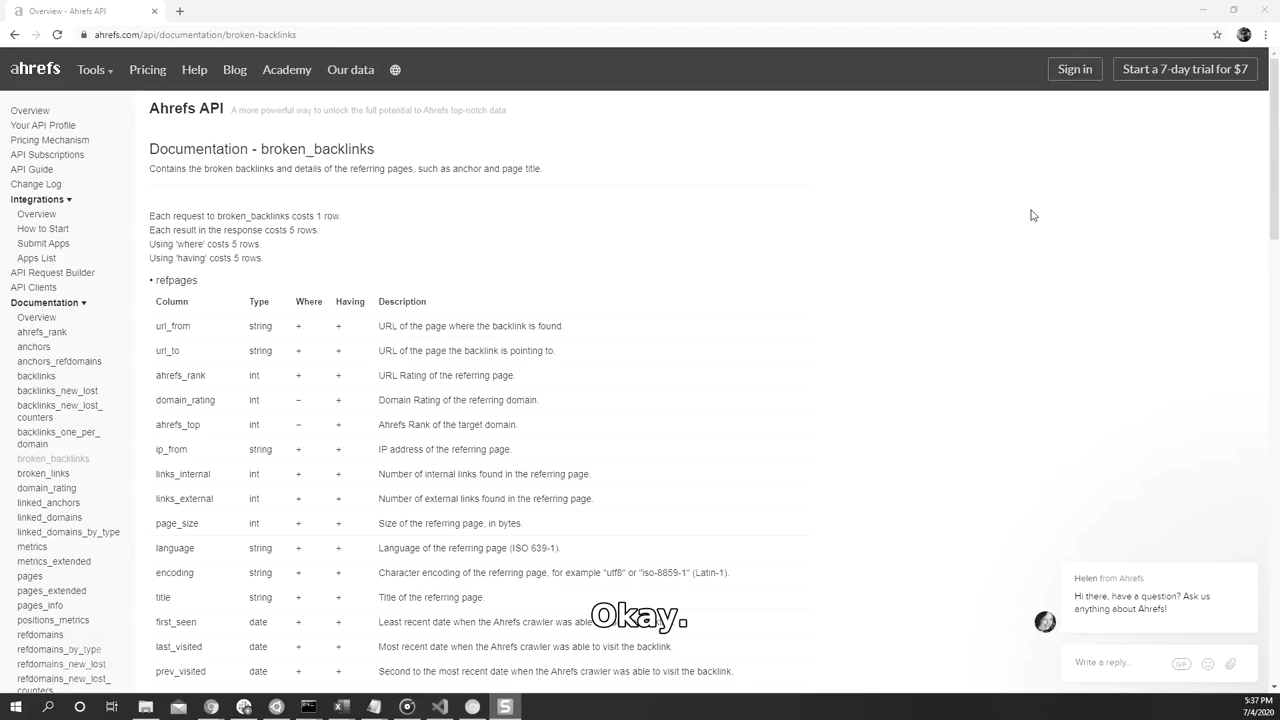 Overview - Ahrefs API
ahrefs.com/api/documentation/broken-backlinks
ahrefs
Tools
Pricing
Help
Blog
Academy
Our data
Sign in
Start a 7-day trial for $7
Overview
Your API Profile
Pricing Mechanism
API Subscriptions
API Guide
Change Log
Integrations
Overview
How to Start
Submit Apps
Apps List
API Request Builder
API Clients
Documentation
Overview
ahrefs_rank
anchors
anchors_refdomains
backlinks
backlinks_new_lost
backlinks_new_lost_
counters
backlinks_one_per_
domain
broken_backlinks
broken_links
domain_rating
linked_anchors
linked_domains
linked_domains_by_type
metrics
metrics_extended
pages
pages_extended
pages_info
positions_metrics
refdomains
refdomains_by_type
refdomains_new_lost
refdomains_new_lost_
counters
Ahrefs API A more powerful way to unlock the full potential to Ahrefs top-notch data
Documentation - broken_backlinks
Contains the broken backlinks and details of the referring pages, such as anchor and page title.
Each request to broken_backlinks costs 1 row.
Each result in the response costs 5 rows.
Using 'where' costs 5 rows.
Using 'having' costs 5 rows.
• refpages
Column Type Where Having Description
url_from string + + URL of the page where the backlink is found.
url_to string + + URL of the page the backlink is pointing to.
ahrefs_rank int + + URL Rating of the referring page.
domain_rating int – + Domain Rating of the referring domain.
ahrefs_top int – + Ahrefs Rank of the target domain.
ip_from string + + IP address of the referring page.
links_internal int + + Number of internal links found in the referring page.
links_external int + + Number of external links found in the referring page.
page_size int + + Size of the referring page, in bytes.
language string + + Language of the referring page (ISO 639-1).
encoding string + + Character encoding of the referring page, for example "utf8" or "iso-8859-1" (Latin-1).
title string + + Title of the referring page.
first_seen date + + Least recent date when the Ahrefs crawler was able
last_visited date + + Most recent date when the Ahrefs crawler was able to visit the backlink.
prev_visited date + + Second to the most recent date when the Ahrefs crawler was able to visit the backlink.
Okay.
Helen from Ahrefs
Hi there, have a question? Ask us
anything about Ahrefs!
Write a reply…
GIF
5:37 PM
7/4/2020